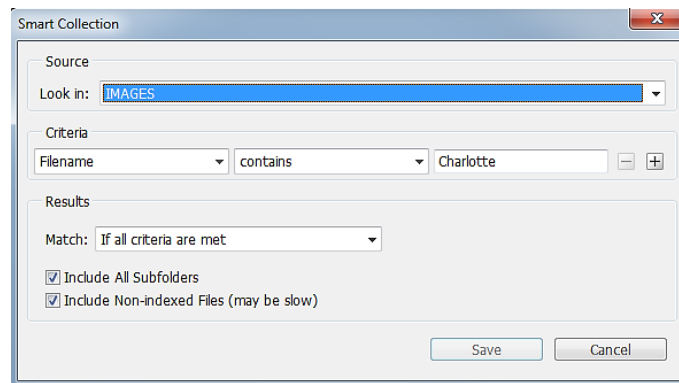 Smart Collection
Source
Look in: IMAGES
Criteria
Filename contains Charlotte
Results
Match: If all criteria are met
Include All Subfolders
Include Non-indexed Files (may be slow)
Save Cancel